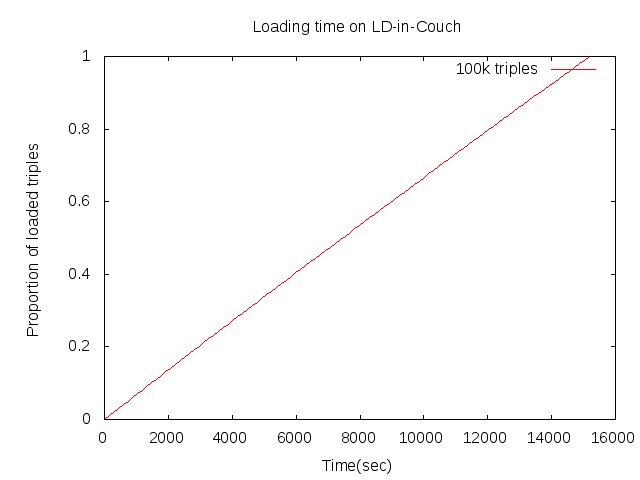 Loading time on LD-in-Couch
100k triples
Proportion of loaded triples
1
0.8
0.6
0.4
0.2
0
0 2000 4000 6000 8000 10000 12000 14000 16000
Time(sec)